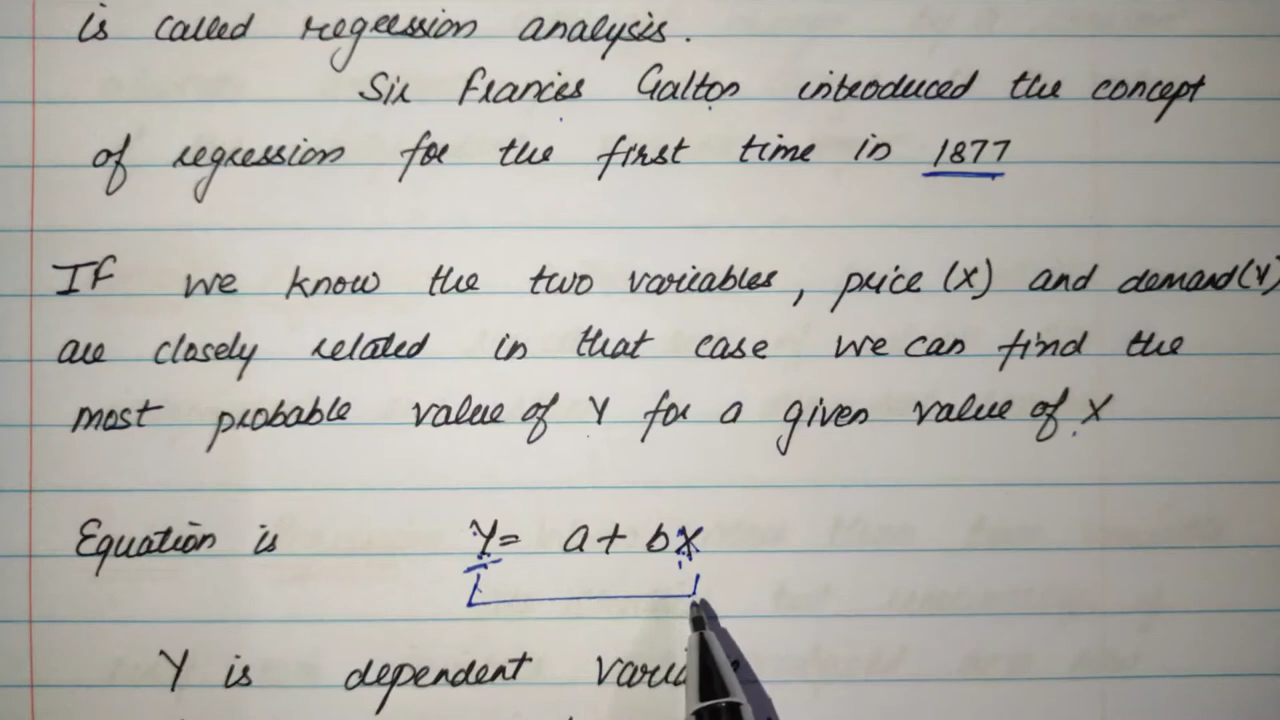 is called regression analysis.
Sir Francis Galton introduced the concept
of regression for the first time in 1877
If we know the two variables, price (X) and demand (Y)
are closely related in that case we can find the
most probable value of Y for a given value of X
Equation is Y = a + bX
Y is dependent